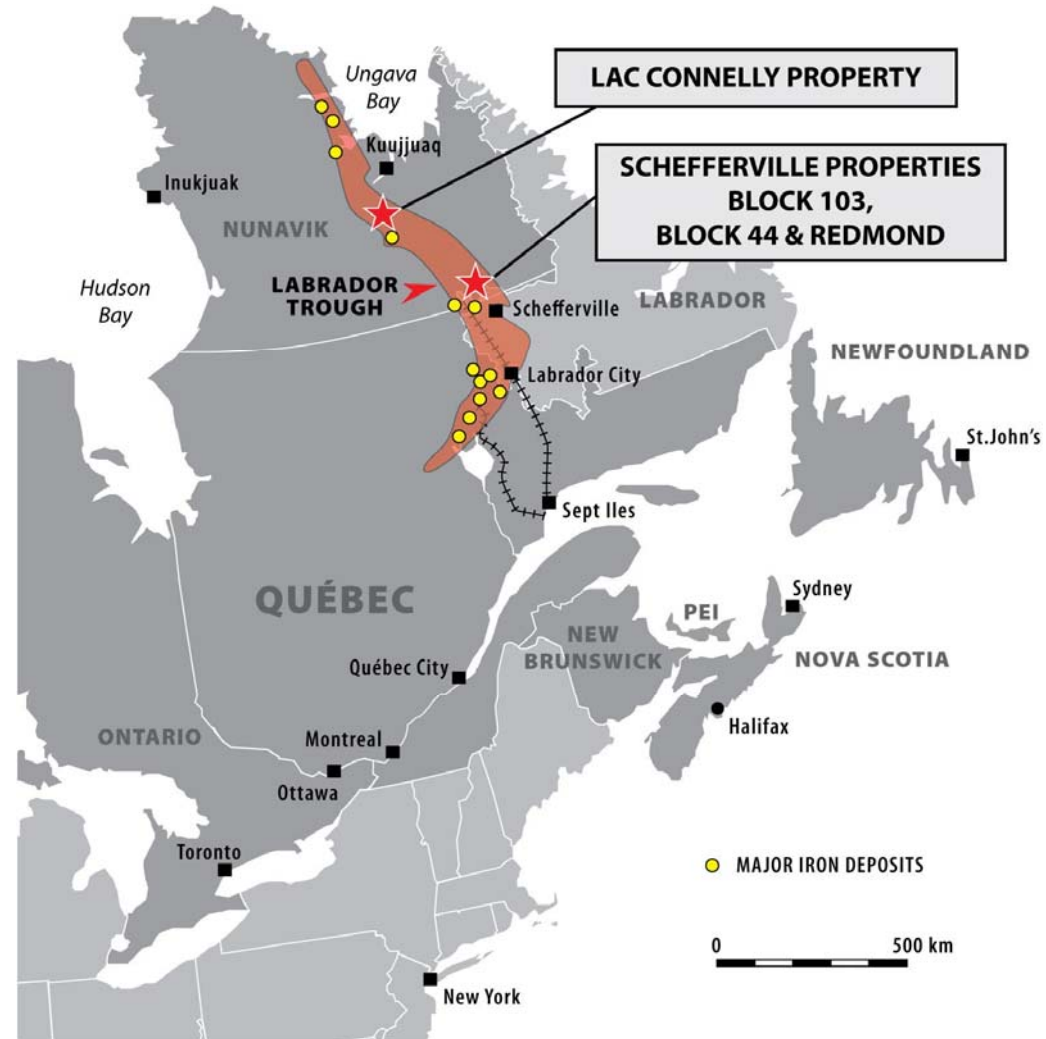 LAC CONNELLY PROPERTY
Ungava
Bay
Kuujjuaq
SCHEFFERVILLE PROPERTIES
BLOCK 103,
BLOCK 44 & REDMOND
Inukjuak
NUNAVIK
LABRADOR
TROUGH
Hudson
Bay
LABRADOR
Schefferville
NEWFOUNDLAND
Labrador City
St.John's
Sept Iles
QUÉBEC
Sydney
PEI
NEW
BRUNSWICK
NOVA SCOTIA
Québec City
Halifax
ONTARIO
Montreal
Ottawa
Toronto
MAJOR IRON DEPOSITS
0 500 km
New York